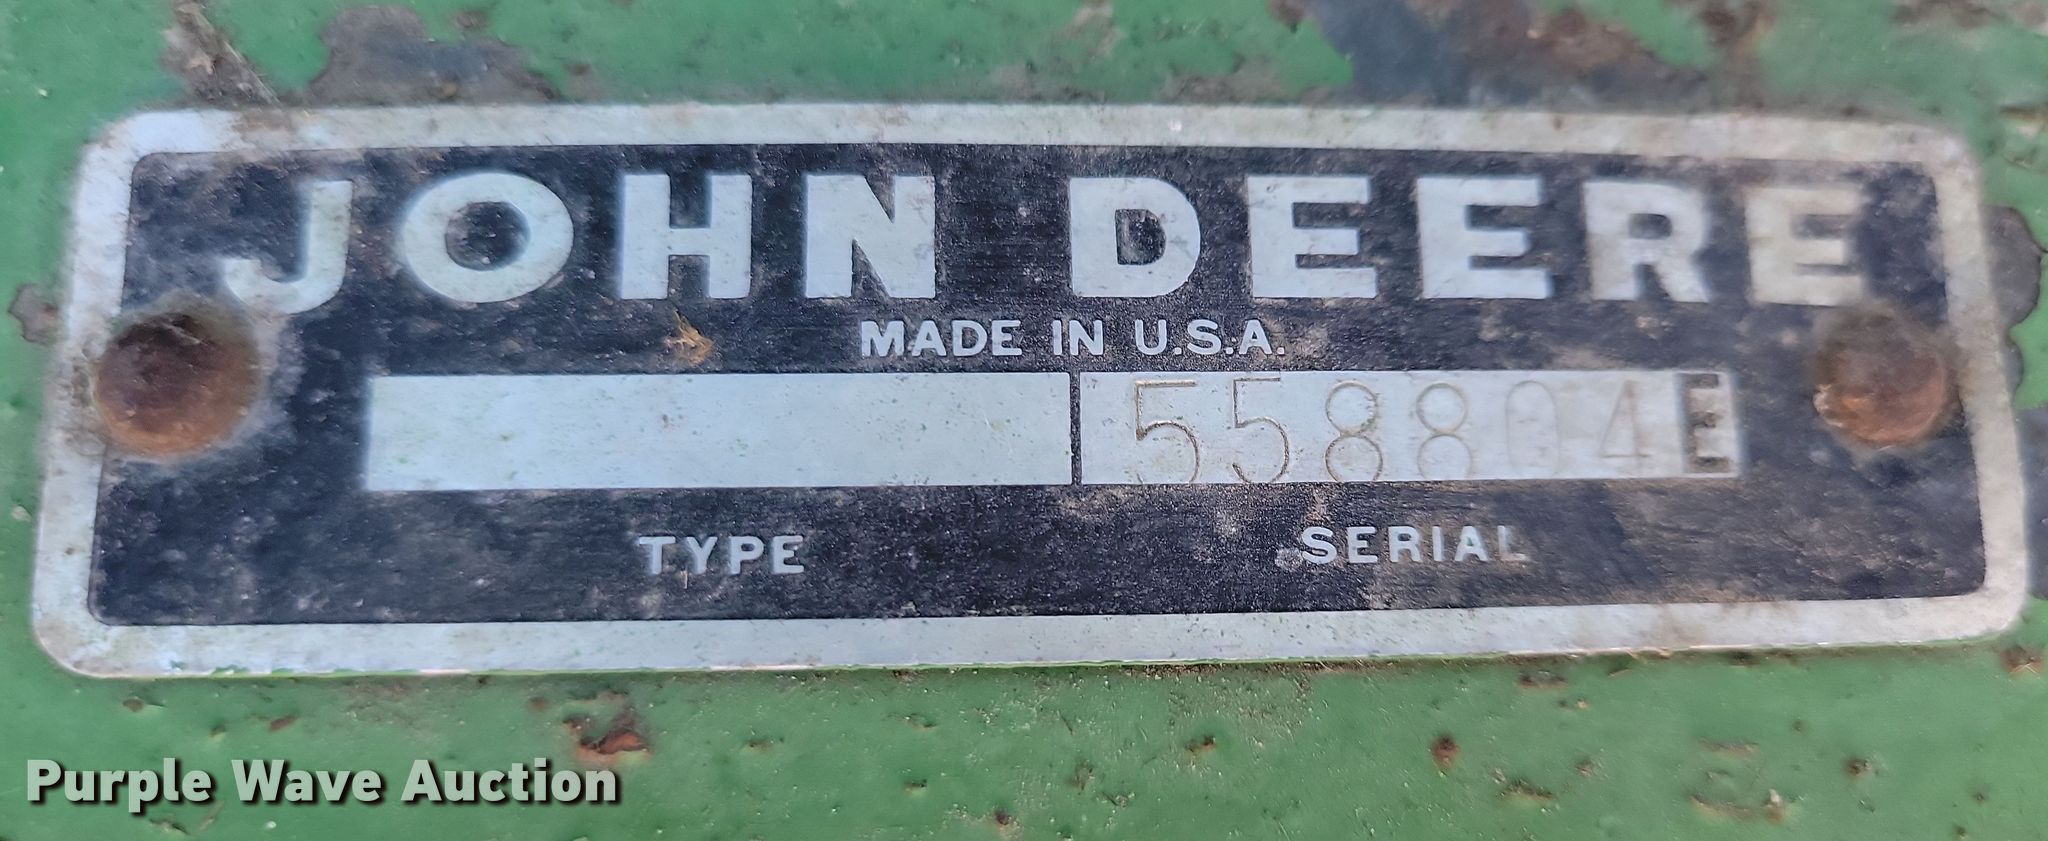 JOHN DEERE
MADE IN U.S.A.
558804E
TYPE SERIAL
Purple Wave Auction